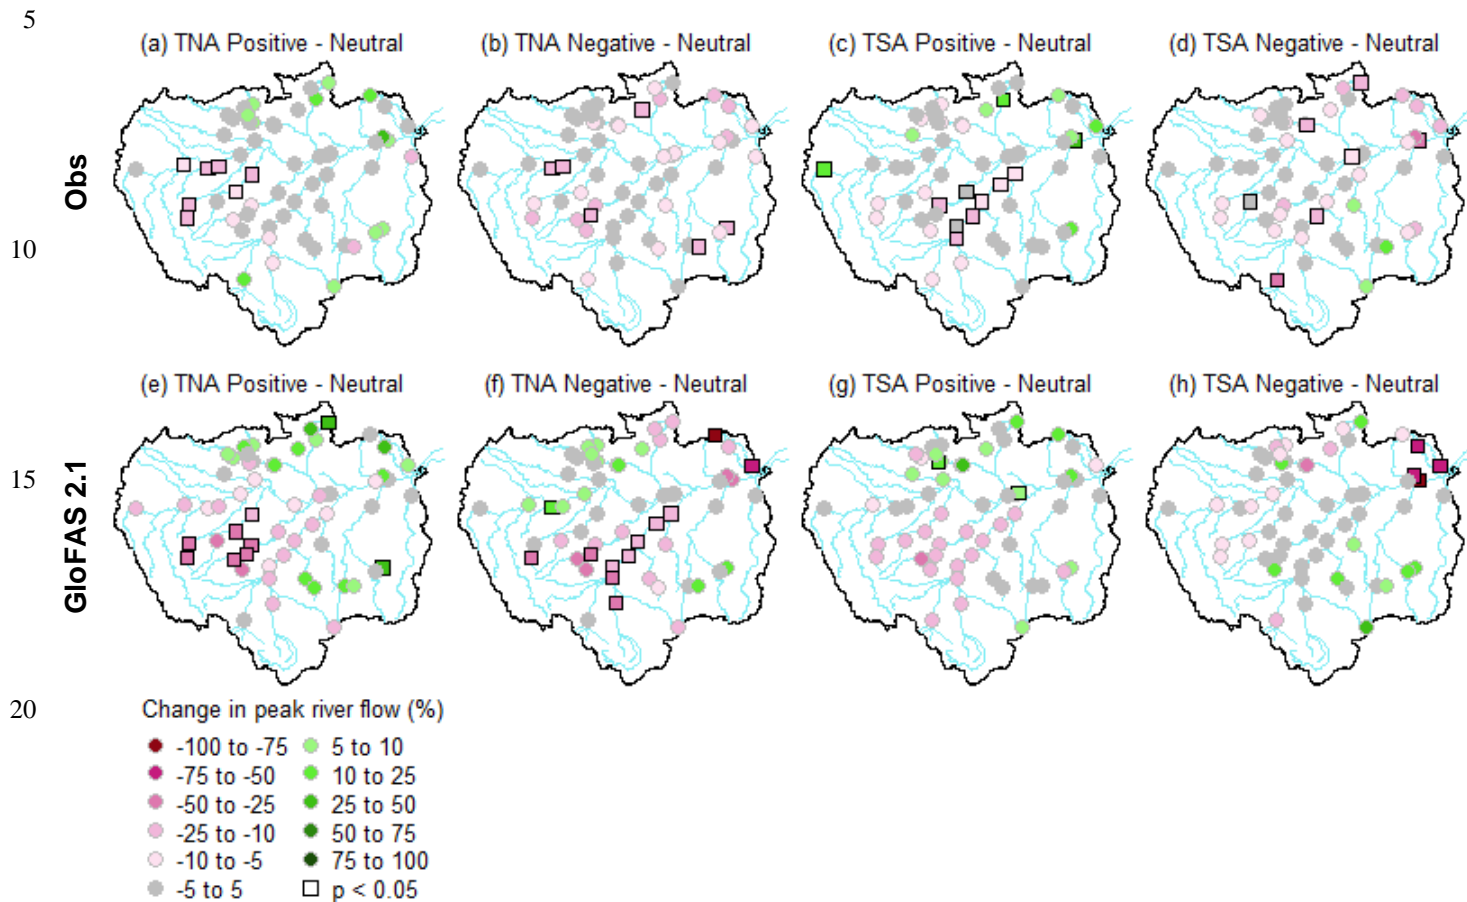 5
(a) TNA Positive - Neutral
(b) TNA Negative - Neutral
(c) TSA Positive - Neutral
(d) TSA Negative - Neutral
Obs
10
(e) TNA Positive - Neutral
(f) TNA Negative - Neutral
(g) TSA Positive - Neutral
(h) TSA Negative - Neutral
GloFAS 2.1
15
20
Change in peak river flow (%)
-100 to -75
-75 to -50
-50 to -25
-25 to -10
-10 to -5
-5 to 5
5 to 10
10 to 25
25 to 50
50 to 75
75 to 100
p < 0.05